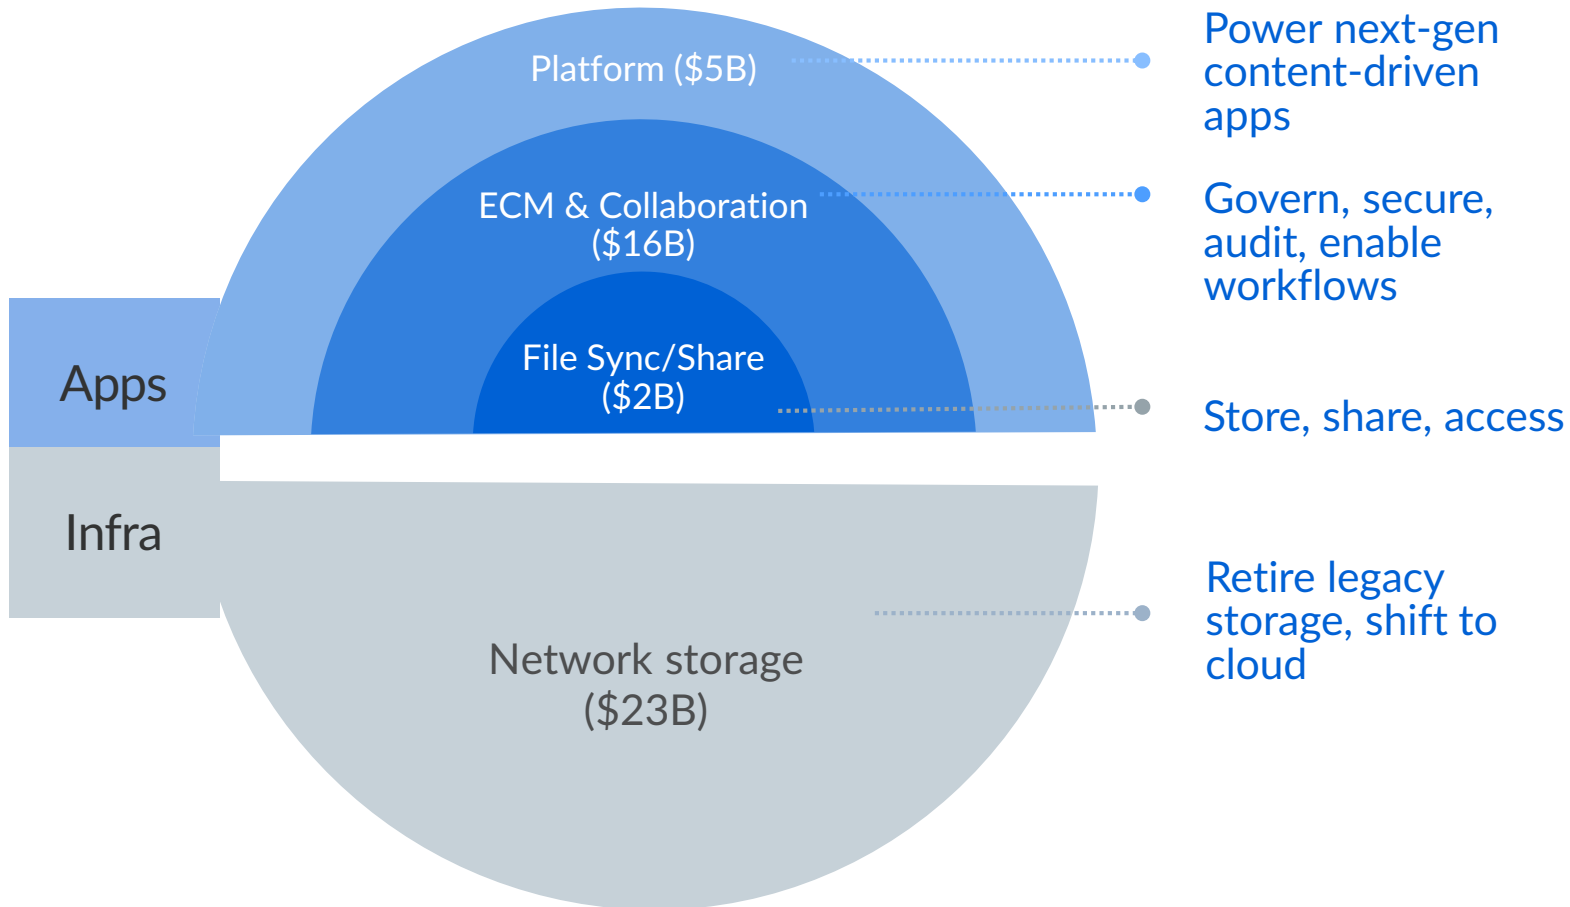 Platform ($5B)
Power next-gen
content-driven
apps
ECM & Collaboration
($16B)
Govern, secure,
audit, enable
workflows
File Sync/Share
($2B)
Store, share, access
Apps
Infra
Network storage
($23B)
Retire legacy
storage, shift to
cloud